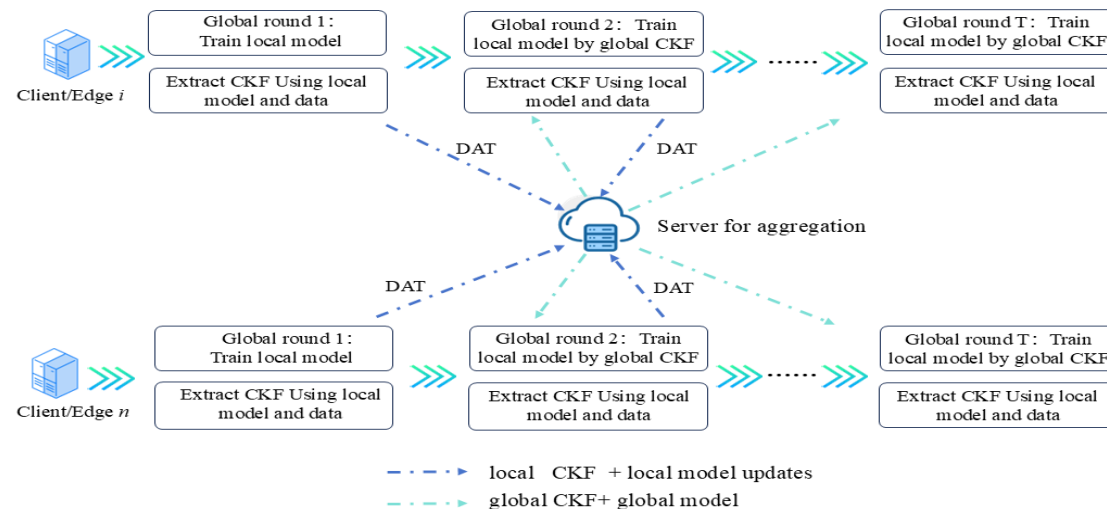 Global round 1:
Train local model
Extract CKF Using local
model and data
Client/Edge i
Global round 2: Train
local model by global CKF
Extract CKF Using local
model and data
......
Global round T: Train
local model by global CKF
Extract CKF Using local
model and data
DAT
DAT
Server for aggregation
DAT
DAT
Global round 1:
Train local model
Extract CKF Using local
model and data
Client/Edge n
Global round 2: Train
local model by global CKF
Extract CKF Using local
model and data
......
Global round T: Train
local model by global CKF
Extract CKF Using local
model and data
local CKF + local model updates
global CKF+ global model